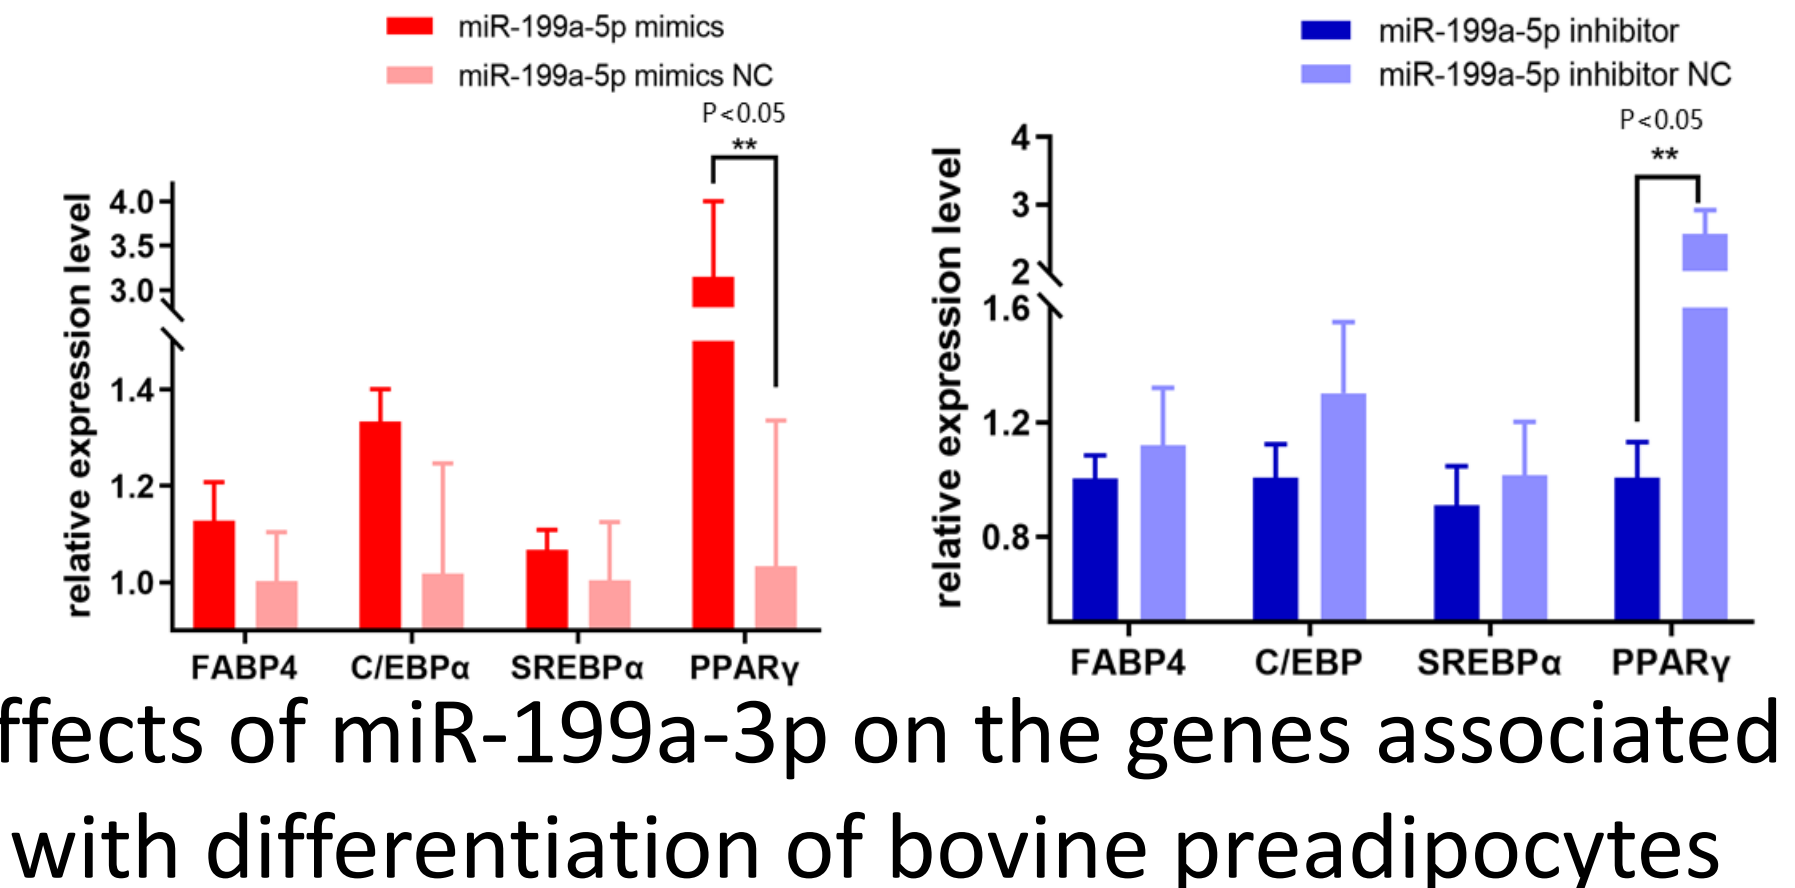 miR-199a-5p mimics
miR-199a-5p mimics NC
P<0.05
**
relative expression level
4.0
3.5
3.0
1.4
1.2
1.0
FABP4 C/EBPα SREBPα PPARγ
miR-199a-5p inhibitor
miR-199a-5p inhibitor NC
P<0.05
**
relative expression level
4
3
2
1.6
1.2
0.8
FABP4 C/EBP SREBPα PPARγ
ffects of miR-199a-3p on the genes associated
with differentiation of bovine preadipocytes